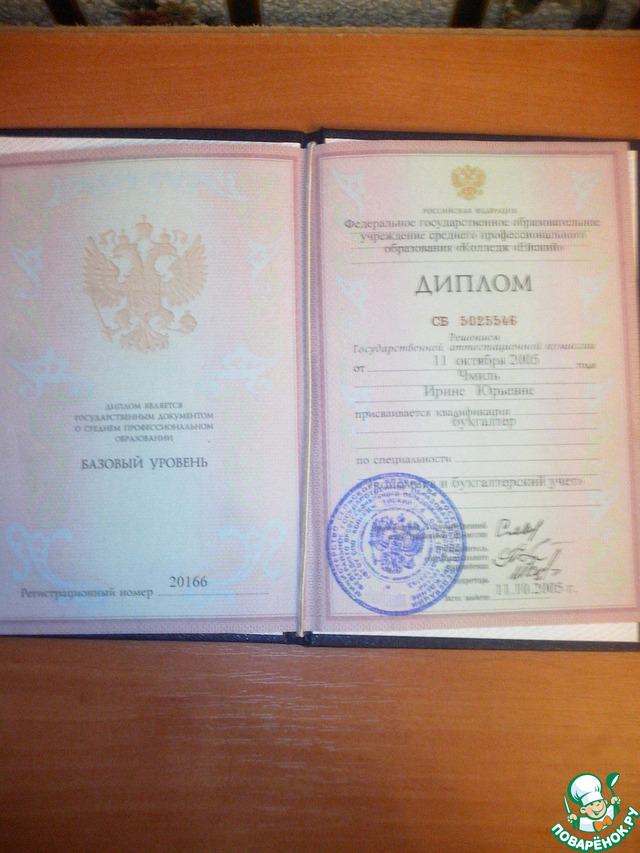 ДИПЛОМ ЯВЛЯЕТСЯ
ГОСУДАРСТВЕННЫМ ДОКУМЕНТОМ
О СРЕДНЕМ ПРОФЕССИОНАЛЬНОМ
ОБРАЗОВАНИИ
БАЗОВЫЙ УРОВЕНЬ
Регистрационный номер 20166
РОССИЙСКАЯ ФЕДЕРАЦИЯ
Федеральное государственное образовательное
учреждение среднего профессионального
образования «Колледж
ДИПЛОМ
СБ 5025546
Решением
Государственной аттестационной комиссии
от 11 октября 2005 года
Чмиль
Ирине Юрьевне
присваивается квалификация
бухгалтер
по специальности
и бухгалтерский учет»
11.10.2005 г.
ПОВАРЁНОК.РУ